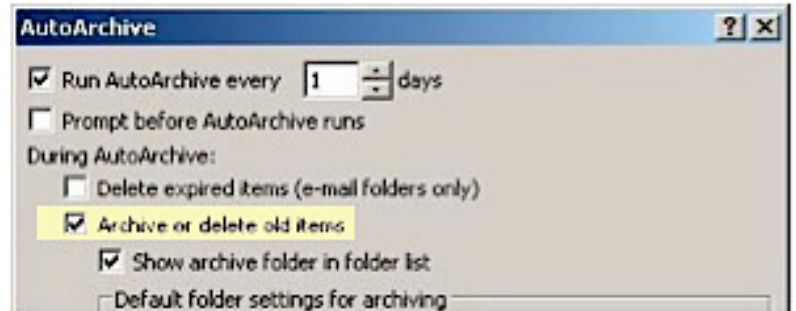 AutoArchive
Run AutoArchive every 1 days
Prompt before AutoArchive runs
During AutoArchive:
Delete expired items (e-mail folders only)
Archive or delete old items
Show archive folder in folder list
Default folder settings for archiving